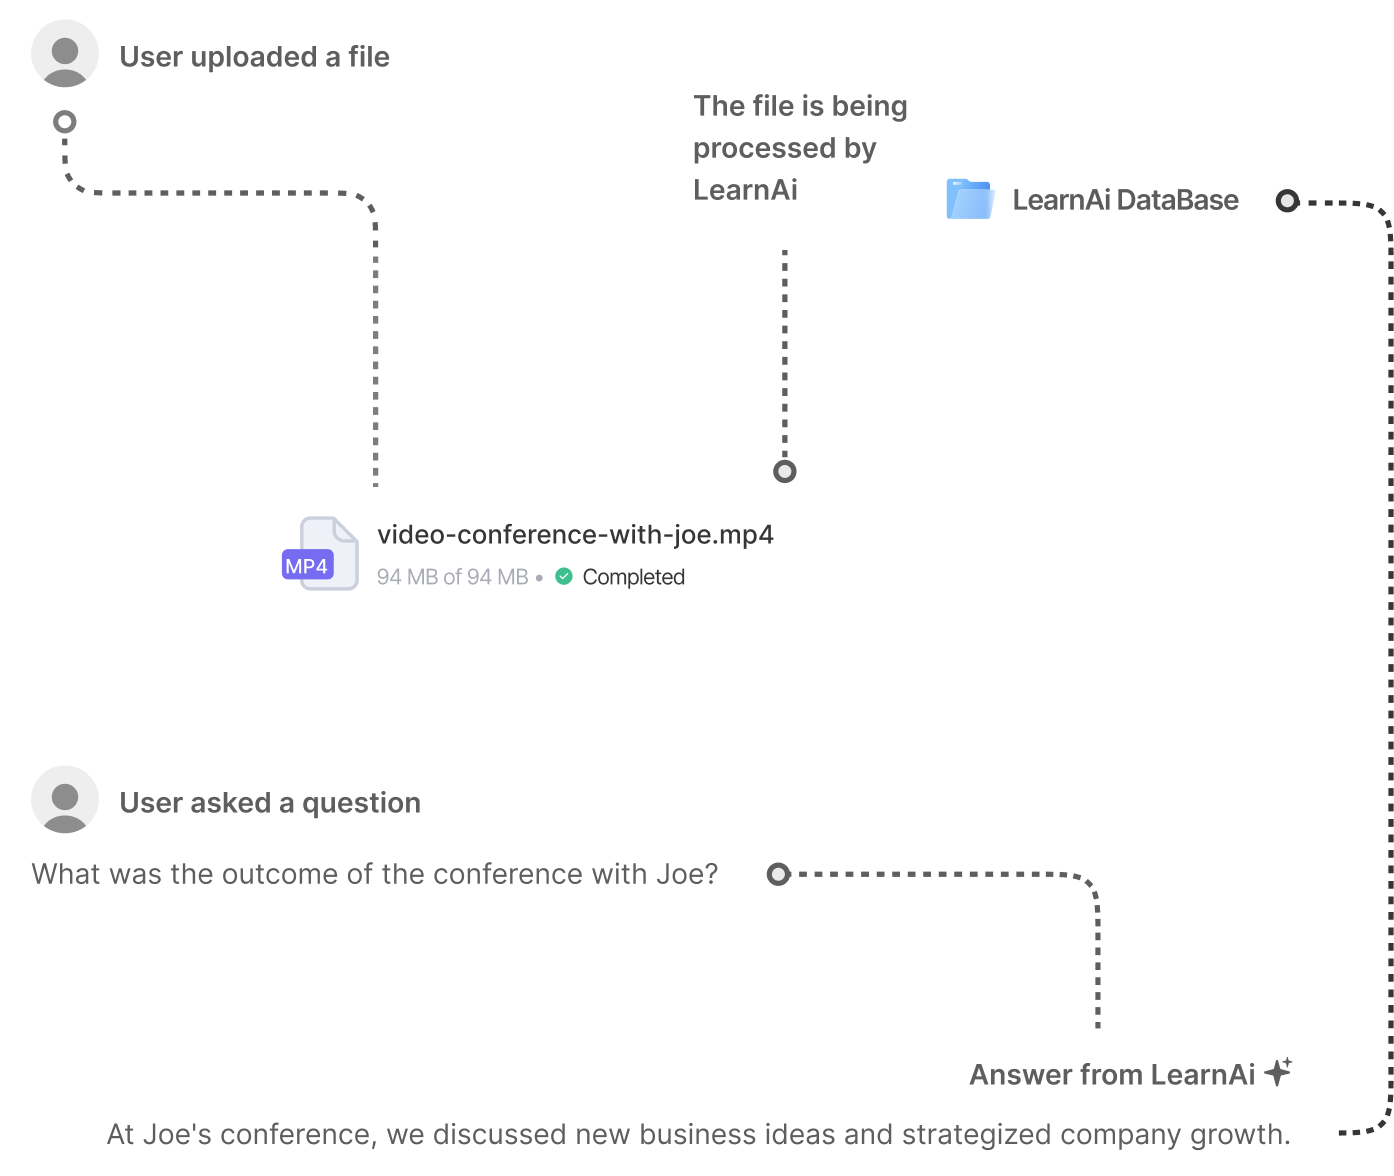 User uploaded a file
The file is being
processed by
LearnAi
LearnAi DataBase
video-conference-with-joe.mp4
MP4
94 MB of 94 MB • Completed
User asked a question
What was the outcome of the conference with Joe?
Answer from LearnAi
At Joe's conference, we discussed new business ideas and strategized company growth.